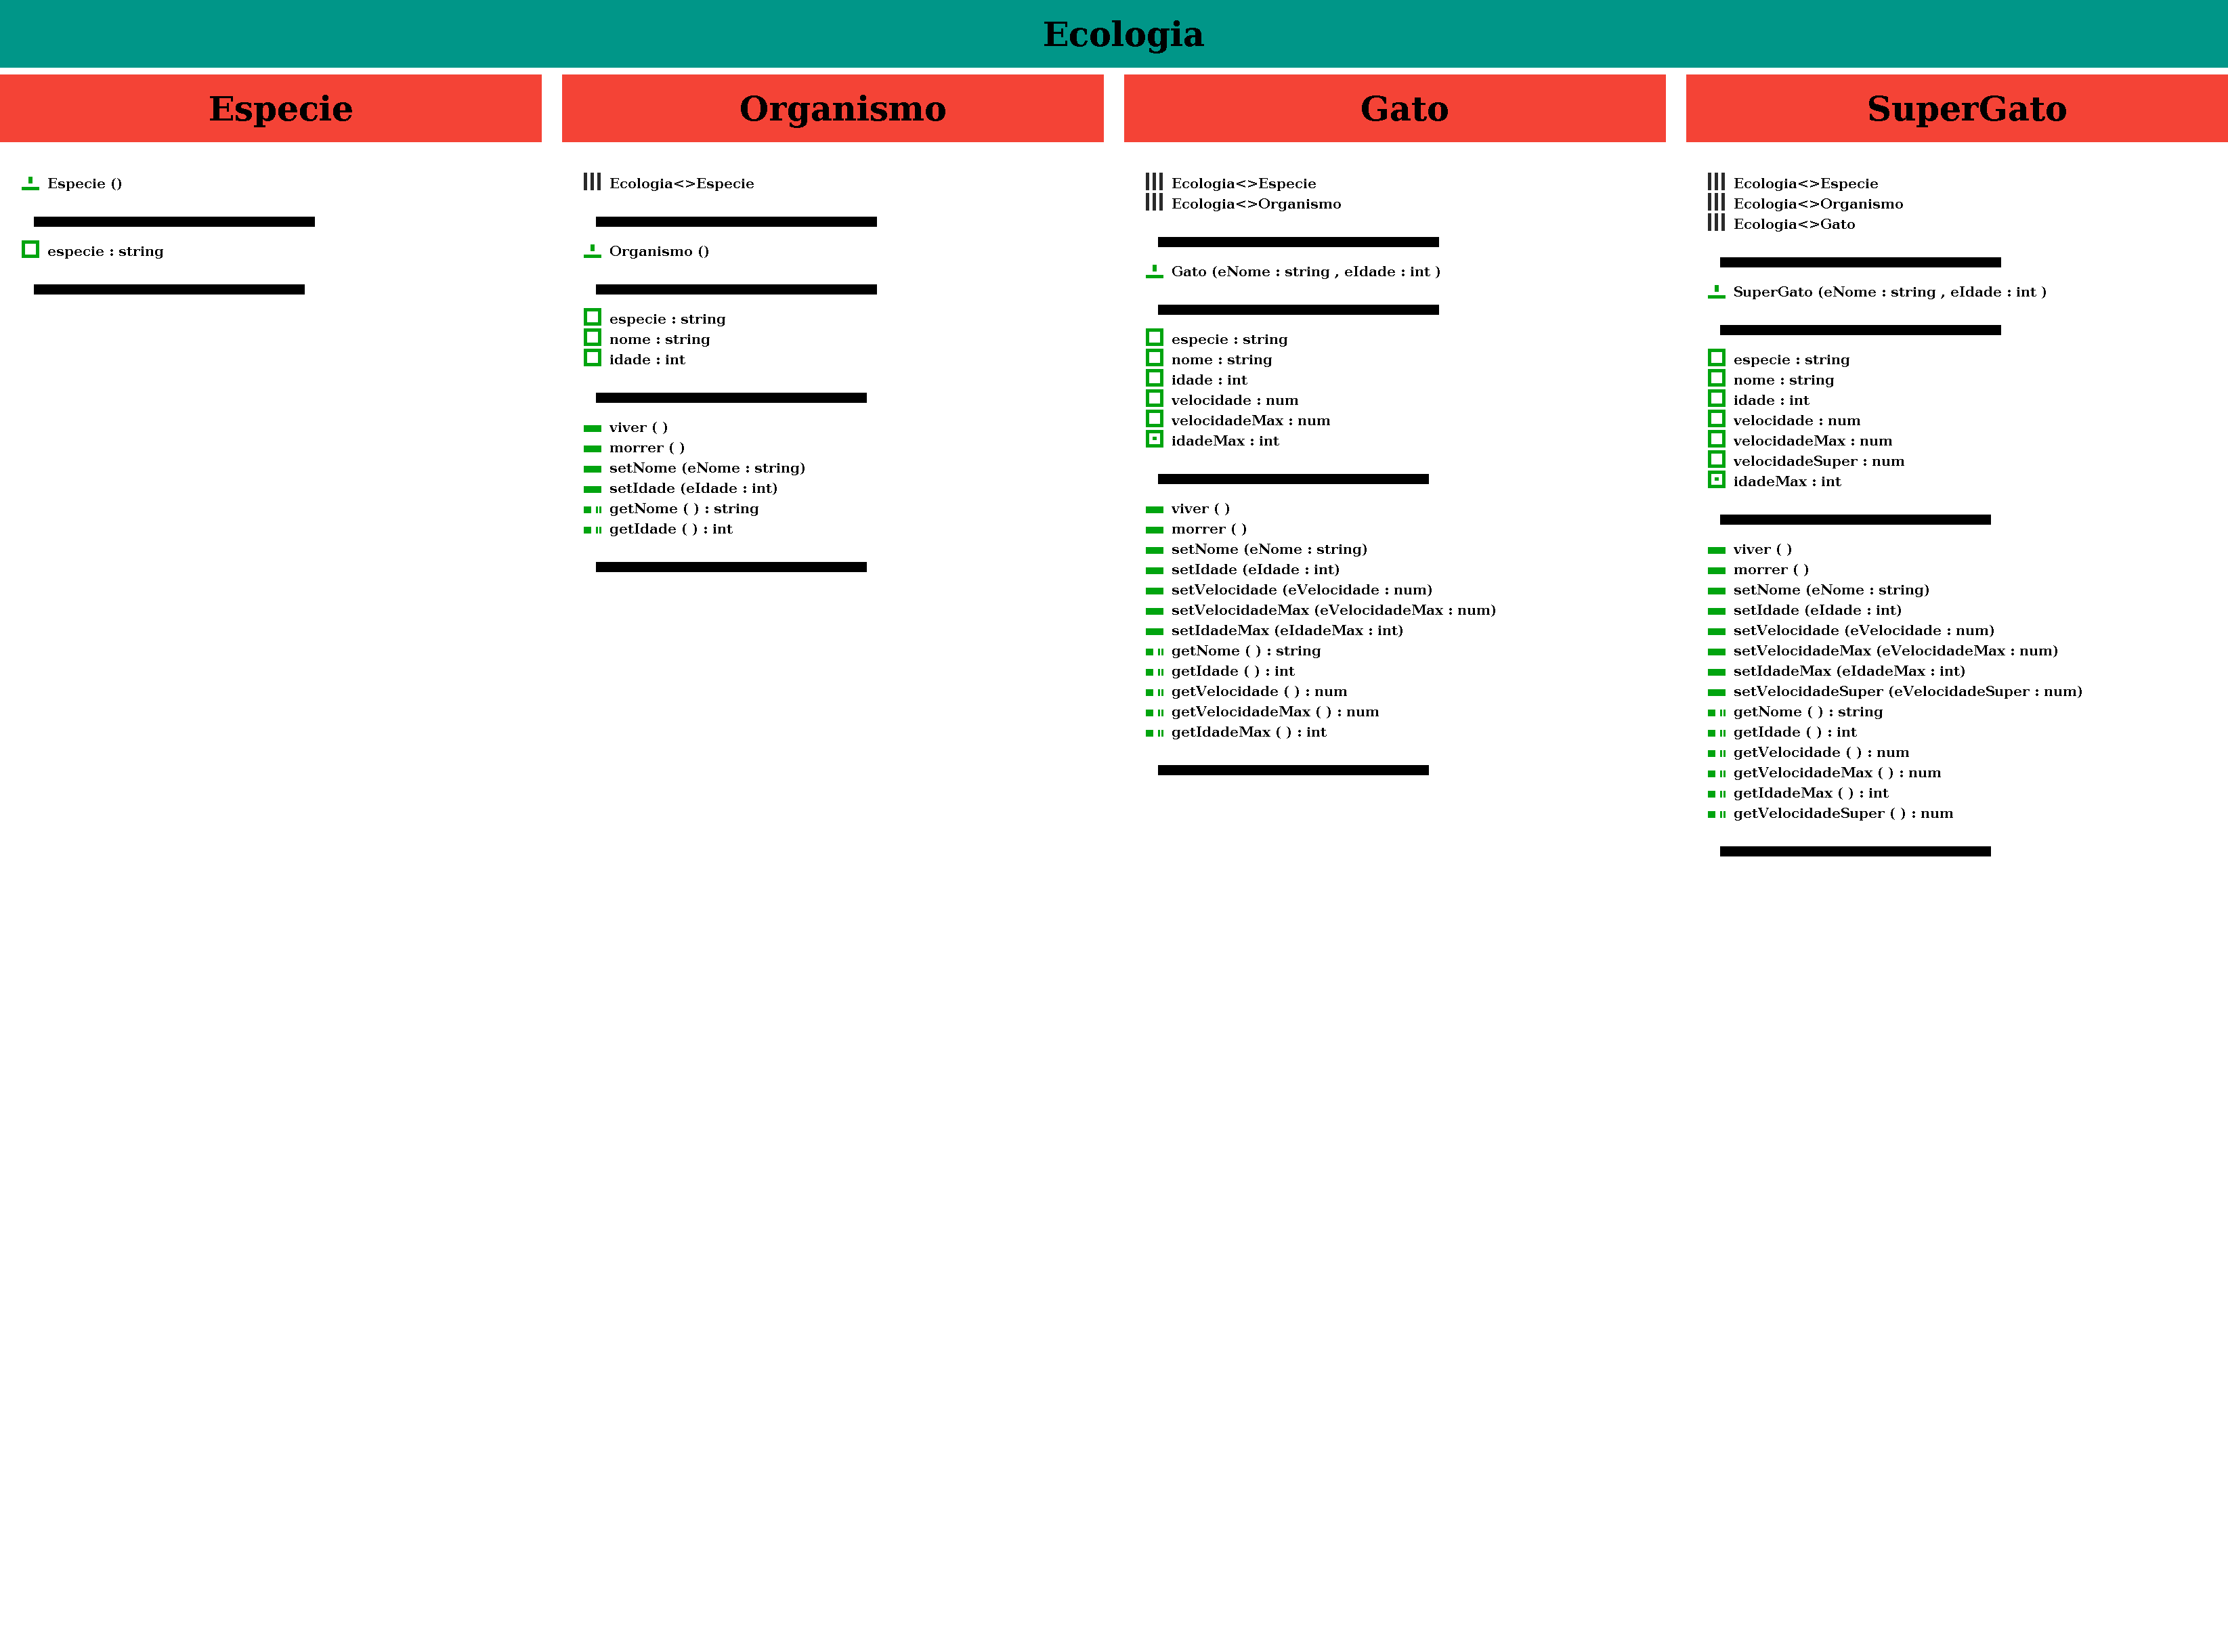 Ecologia
Especie
Especie ()
especie : string
Organismo
Ecologia<>Especie
Organismo ()
especie : string
nome : string
idade : int
viver ( )
morrer ( )
setNome (eNome : string)
setIdade (eIdade : int)
getNome ( ) : string
getIdade ( ) : int
Gato
Ecologia<>Especie
Ecologia<>Organismo
Gato (eNome : string , eIdade : int )
especie : string
nome : string
idade : int
velocidade : num
velocidadeMax : num
idadeMax : int
viver ( )
morrer ( )
setNome (eNome : string)
setIdade (eIdade : int)
setVelocidade (eVelocidade : num)
setVelocidadeMax (eVelocidadeMax : num)
setIdadeMax (eIdadeMax : int)
getNome ( ) : string
getIdade ( ) : int
getVelocidade ( ) : num
getVelocidadeMax ( ) : num
getIdadeMax ( ) : int
SuperGato
Ecologia<>Especie
Ecologia<>Organismo
Ecologia<>Gato
SuperGato (eNome : string , eIdade : int )
especie : string
nome : string
idade : int
velocidade : num
velocidadeMax : num
velocidadeSuper : num
idadeMax : int
viver ( )
morrer ( )
setNome (eNome : string)
setIdade (eIdade : int)
setVelocidade (eVelocidade : num)
setVelocidadeMax (eVelocidadeMax : num)
setIdadeMax (eIdadeMax : int)
setVelocidadeSuper (eVelocidadeSuper : num)
getNome ( ) : string
getIdade ( ) : int
getVelocidade ( ) : num
getVelocidadeMax ( ) : num
getIdadeMax ( ) : int
getVelocidadeSuper ( ) : num